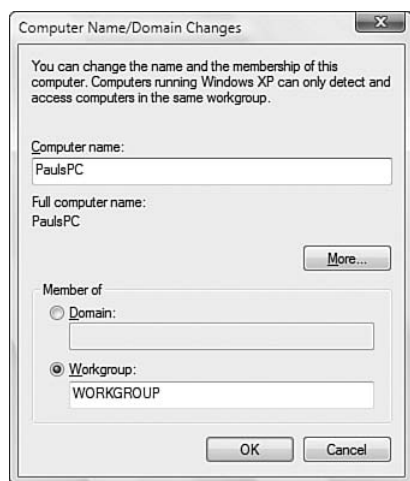 Computer Name/Domain Changes
You can change the name and the membership of this
computer. Computers running Windows XP can only detect and
access computers in the same workgroup.
Computer name:
PaulsPC
Full computer name:
PaulsPC
More...
Member of
Domain:
Workgroup:
WORKGROUP
OK Cancel